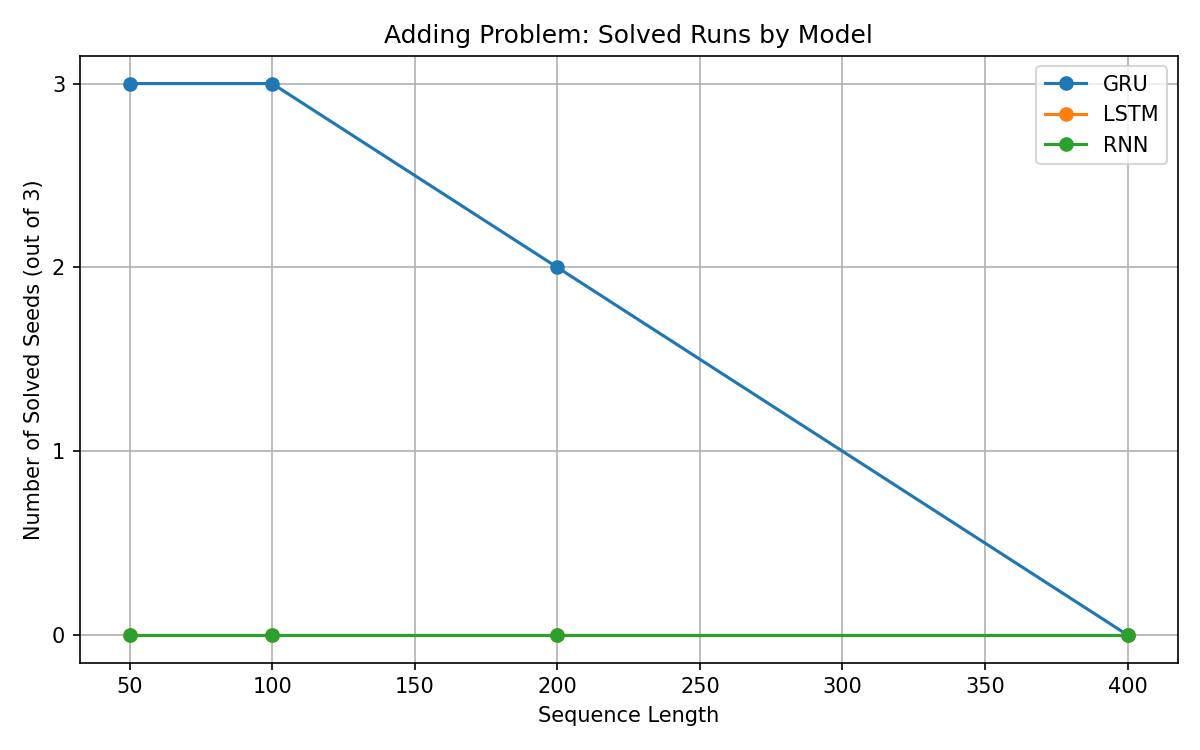 Adding Problem: Solved Runs by Model
GRU
LSTM
RNN
Number of Solved Seeds (out of 3)
3
2
1
0
50 100 150 200 250 300 350 400
Sequence Length